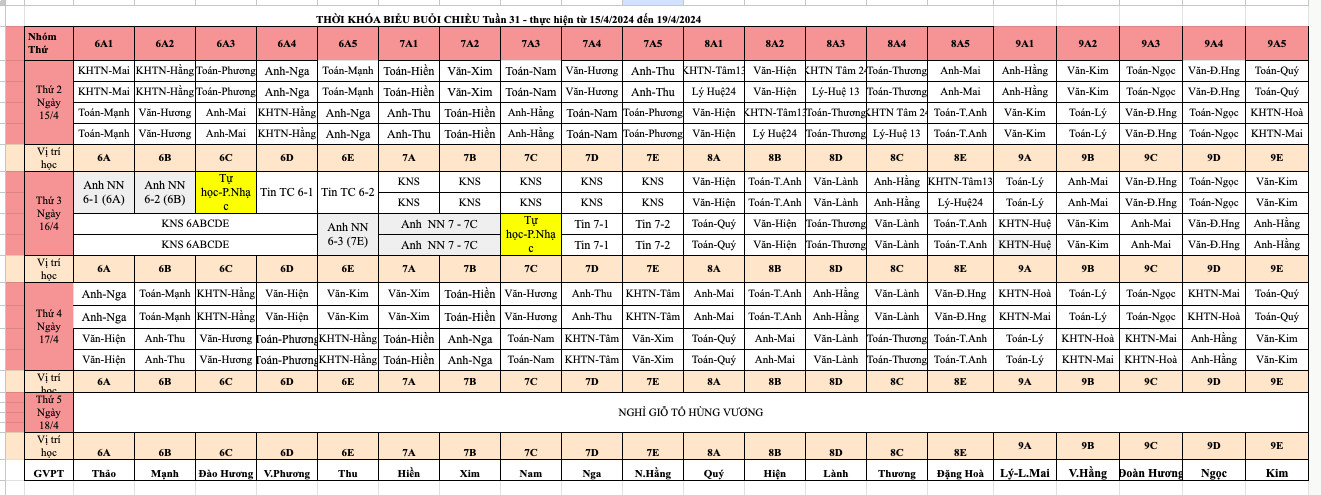 THỜI KHÓA BIỂU BUỔI CHIỀU Tuần 31 - thực hiện từ 15/4/2024 đến 19/4/2024
Nhóm Thứ 6A1 6A2 6A3 6A4 6A5 7A1 7A2 7A3 7A4 7A5 8A1 8A2 8A3 8A4 8A5 9A1 9A2 9A3 9A4 9A5
Thứ 2 Ngày 15/4
KHTN-Mai KHTN-Hằng Toán-Phương Anh-Nga Toán-Mạnh Toán-Hiền Văn-Xim Toán-Nam Văn-Hương Anh-Thu KHTN-Tâm13 Văn-Hiện KHTN Tâm 24 Toán-Thương Anh-Mai Anh-Hằng Văn-Kim Toán-Ngọc Văn-Đ.Hng Toán-Quý
KHTN-Mai KHTN-Hằng Toán-Phương Anh-Nga Toán-Mạnh Toán-Hiền Văn-Xim Toán-Nam Văn-Hương Anh-Thu Lý Huệ24 Văn-Hiện Lý-Huệ 13 Toán-Thương Anh-Mai Anh-Hằng Văn-Kim Toán-Ngọc Văn-Đ.Hng Toán-Quý
Toán-Mạnh Văn-Hương Anh-Mai KHTN-Hằng Anh-Nga Anh-Thu Toán-Hiền Anh-Hằng Toán-Nam Toán-Phương Văn-Hiện KHTN-Tâm13 Toán-Thương KHTN Tâm 24 Toán-T.Anh Văn-Kim Toán-Lý Văn-Đ.Hng Toán-Ngọc KHTN-Hoà
Toán-Mạnh Văn-Hương Anh-Mai KHTN-Hằng Anh-Nga Anh-Thu Toán-Hiền Anh-Hằng Toán-Nam Toán-Phương Văn-Hiện Lý Huệ24 Toán-Thương Lý-Huệ 13 Toán-T.Anh Văn-Kim Toán-Lý Văn-Đ.Hng Toán-Ngọc KHTN-Mai
Vị trí học 6A 6B 6C 6D 6E 7A 7B 7C 7D 7E 8A 8B 8D 8C 8E 9A 9B 9C 9D 9E
Thứ 3 Ngày 16/4
Anh NN 6-1 (6A) Anh NN 6-2 (6B) Tự học-P.Nhạc Tin TC 6-1 Tin TC 6-2 KNS KNS KNS KNS KNS Văn-Hiện Toán-T.Anh Văn-Lành Anh-Hằng KHTN-Tâm13 Toán-Lý Anh-Mai Văn-Đ.Hng Toán-Ngọc Văn-Kim
KNS KNS KNS KNS KNS Văn-Hiện Toán-T.Anh Văn-Lành Anh-Hằng Lý-Huệ24 Toán-Lý Anh-Mai Văn-Đ.Hng Toán-Ngọc Văn-Kim
KNS 6ABCDE Anh NN 6-3 (7E) Anh NN 7 - 7C Tự học-P.Nhạc Tin 7-1 Tin 7-2 Toán-Quý Văn-Hiện Toán-Thương Văn-Lành Toán-T.Anh KHTN-Huệ Văn-Kim Anh-Mai Văn-Đ.Hng Anh-Hằng
KNS 6ABCDE Anh NN 7 - 7C Tin 7-1 Tin 7-2 Toán-Quý Văn-Hiện Toán-Thương Văn-Lành Toán-T.Anh KHTN-Huệ Văn-Kim Anh-Mai Văn-Đ.Hng Anh-Hằng
Vị trí học 6A 6B 6C 6D 6E 7A 7B 7C 7D 7E 8A 8B 8D 8C 8E 9A 9B 9C 9D 9E
Thứ 4 Ngày 17/4
Anh-Nga Toán-Mạnh KHTN-Hằng Văn-Hiện Văn-Kim Văn-Xim Toán-Hiền Văn-Hương Anh-Thu KHTN-Tâm Anh-Mai Toán-T.Anh Anh-Hằng Văn-Lành Văn-Đ.Hng KHTN-Hoà Toán-Lý Toán-Ngọc KHTN-Mai Toán-Quý
Anh-Nga Toán-Mạnh KHTN-Hằng Văn-Hiện Văn-Kim Văn-Xim Toán-Hiền Văn-Hương Anh-Thu KHTN-Tâm Anh-Mai Toán-T.Anh Anh-Hằng Văn-Lành Văn-Đ.Hng KHTN-Mai Toán-Lý Toán-Ngọc KHTN-Hoà Toán-Quý
Văn-Hiện Anh-Thu Văn-Hương Toán-Phương KHTN-Hằng Toán-Hiền Anh-Nga Toán-Nam KHTN-Tâm Văn-Xim Toán-Quý Anh-Mai Văn-Lành Toán-Thương Toán-T.Anh Toán-Lý KHTN-Hoà KHTN-Mai Anh-Hằng Văn-Kim
Văn-Hiện Anh-Thu Văn-Hương Toán-Phương KHTN-Hằng Toán-Hiền Anh-Nga Toán-Nam KHTN-Tâm Văn-Xim Toán-Quý Anh-Mai Văn-Lành Toán-Thương Toán-T.Anh Toán-Lý KHTN-Mai KHTN-Hoà Anh-Hằng Văn-Kim
Vị trí học 6A 6B 6C 6D 6E 7A 7B 7C 7D 7E 8A 8B 8D 8C 8E 9A 9B 9C 9D 9E
Thứ 5 Ngày 18/4
NGHỈ GIỖ TỔ HÙNG VƯƠNG
Vị trí học 6A 6B 6C 6D 6E 7A 7B 7C 7D 7E 8A 8B 8D 8C 8E 9A 9B 9C 9D 9E
GVPT Thảo Mạnh Đào Hương V.Phương Thu Hiền Xim Nam Nga N.Hằng Quý Hiện Lành Thương Đặng Hoà Lý-L.Mai V.Hằng Đoàn Hương Ngọc Kim